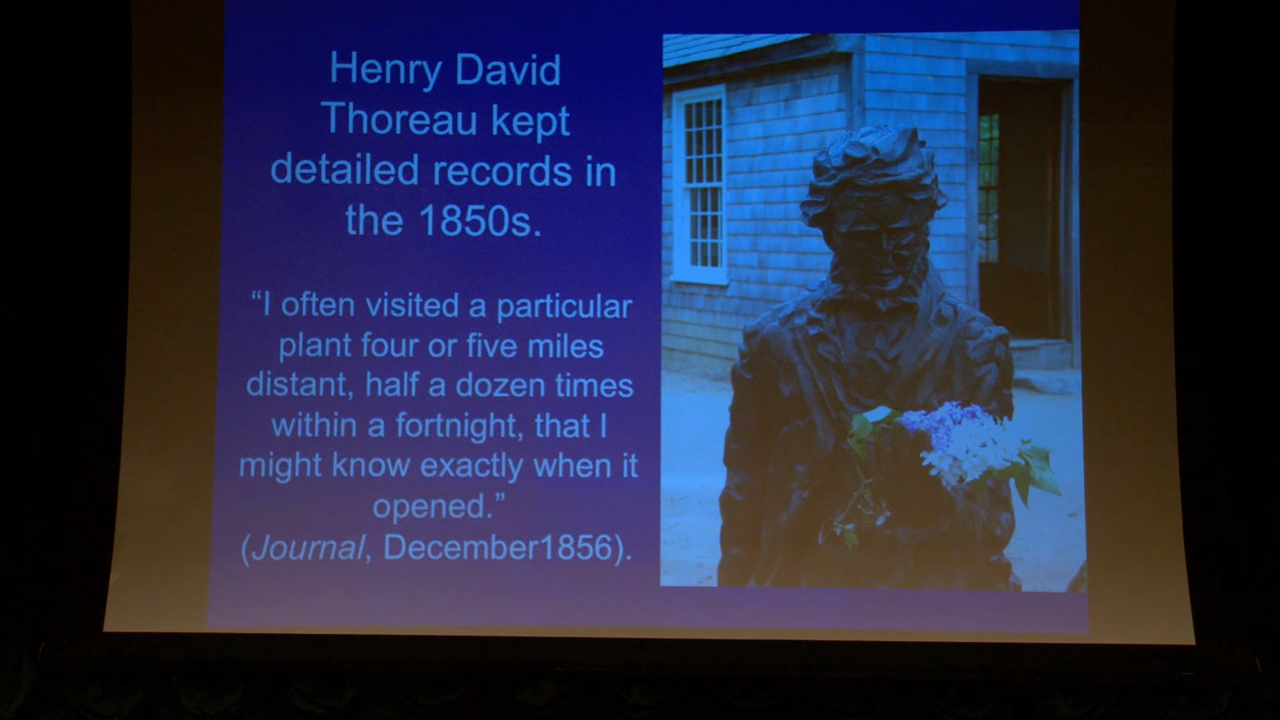 Henry David
Thoreau kept
detailed records in
the 1850s.
“I often visited a particular
plant four or five miles
distant, half a dozen times
within a fortnight, that I
might know exactly when it
opened.”
(Journal, December1856).